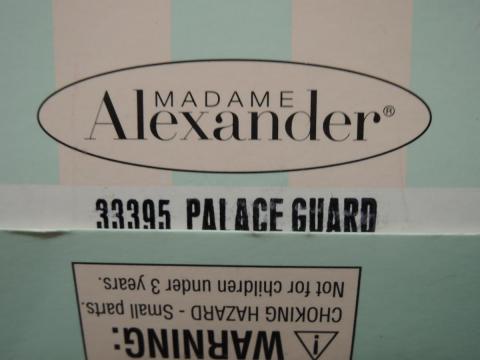 MADAME
Alexander®
33395 PALACE GUARD
WARNING:
CHOKING HAZARD - Small parts.
Not for children under 3 years.